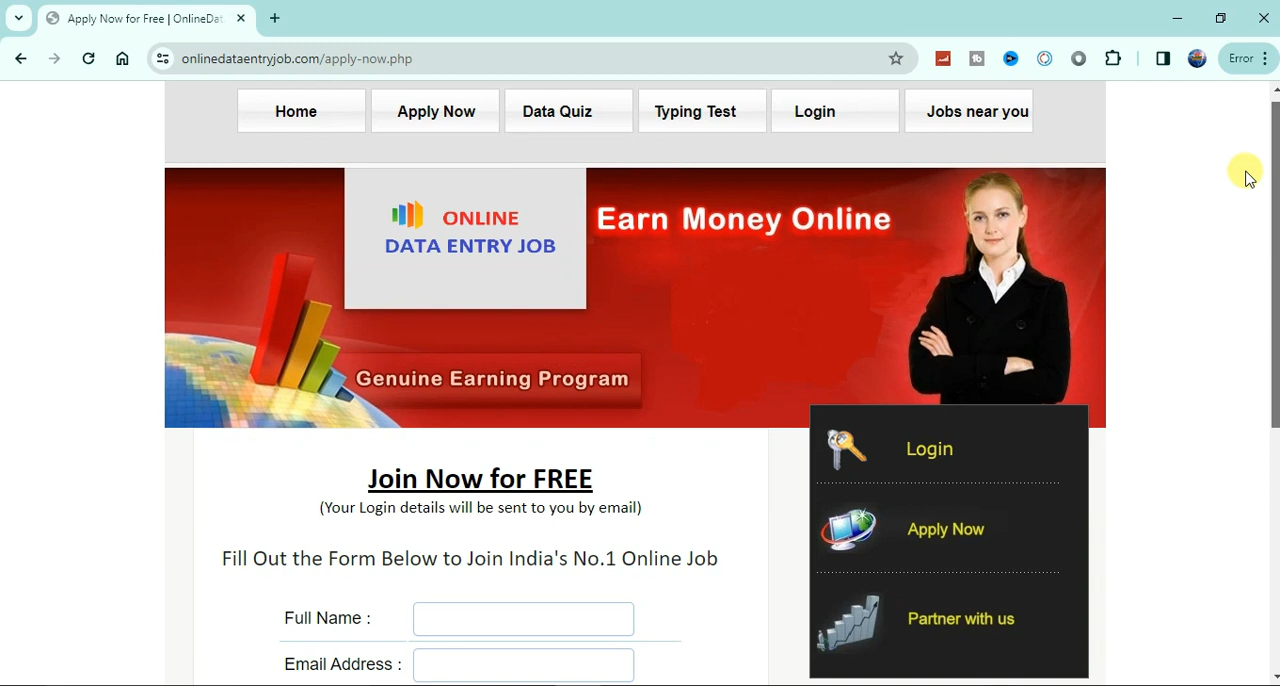 Apply Now for Free | OnlineDat
onlinedataentryjob.com/apply-now.php
Error
Home
Apply Now
Data Quiz
Typing Test
Login
Jobs near you
ONLINE
DATA ENTRY JOB
Earn Money Online
Genuine Earning Program
Login
Apply Now
Partner with us
Join Now for FREE
(Your Login details will be sent to you by email)
Fill Out the Form Below to Join India's No.1 Online Job
Full Name :
Email Address :